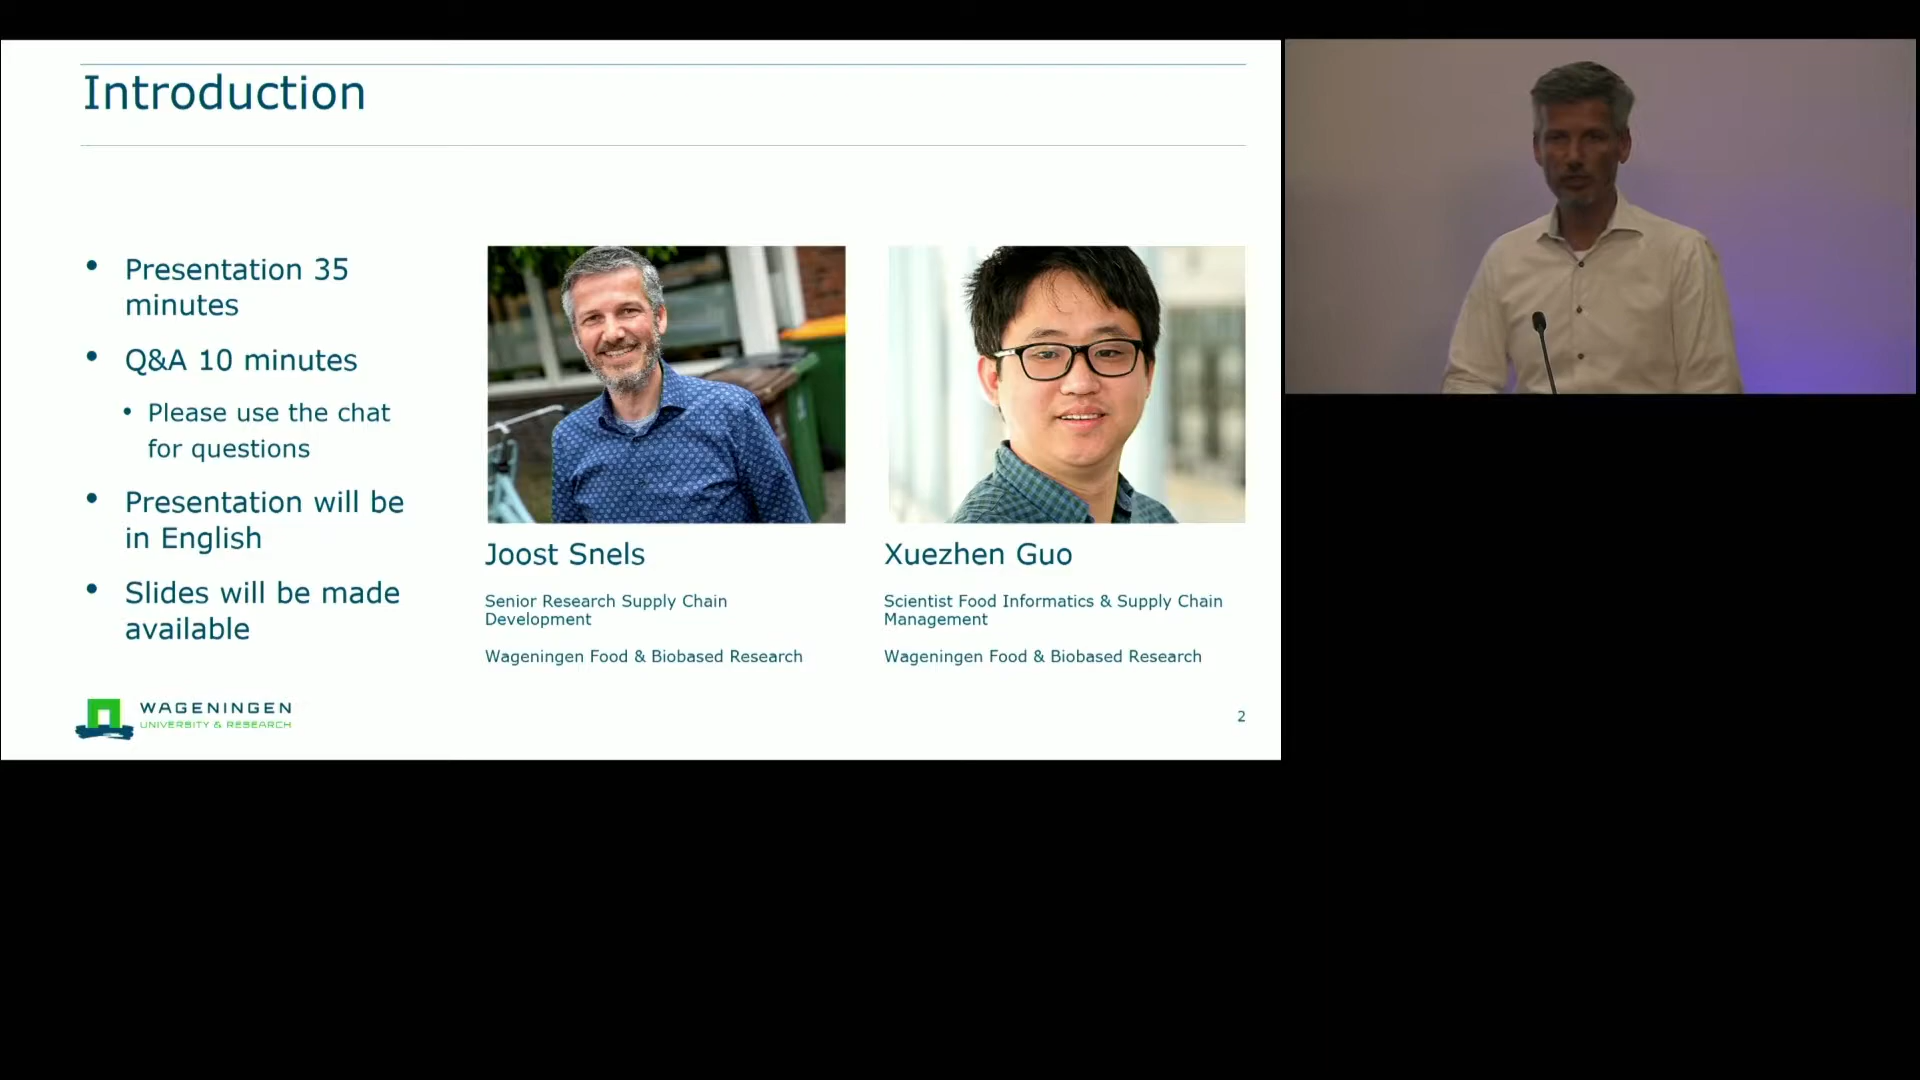 Introduction
• Presentation 35
minutes
• Q&A 10 minutes
• Please use the chat
for questions
• Presentation will be
in English
• Slides will be made
available
Joost Snels
Senior Research Supply Chain
Development
Wageningen Food & Biobased Research
Xuezhen Guo
Scientist Food Informatics & Supply Chain
Management
Wageningen Food & Biobased Research
WAGENINGEN
UNIVERSITY & RESEARCH
2